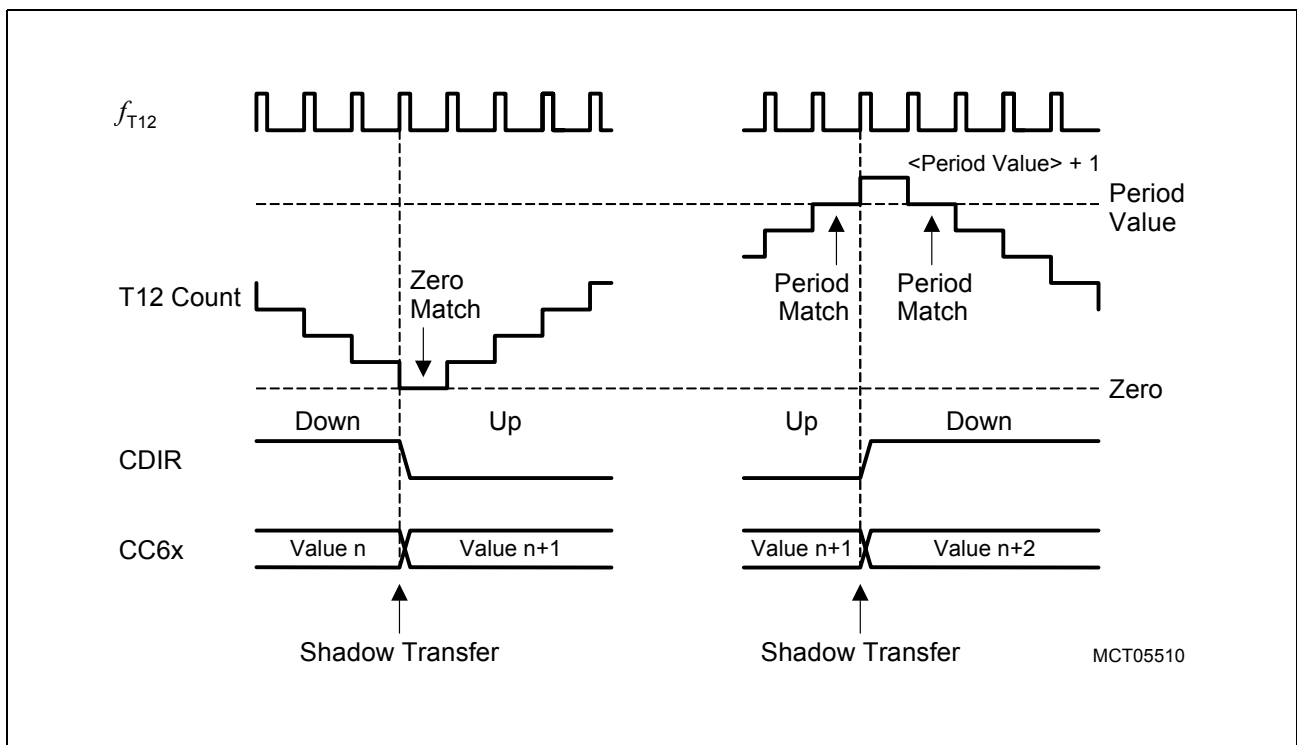 fT12
<Period Value> + 1
Period
Value
Zero
Match
Period
Match
Period
Match
T12 Count
Zero
Down
Up
Up
Down
CDIR
CC6x
Value n
Value n+1
Value n+1
Value n+2
Shadow Transfer
Shadow Transfer
MCT05510